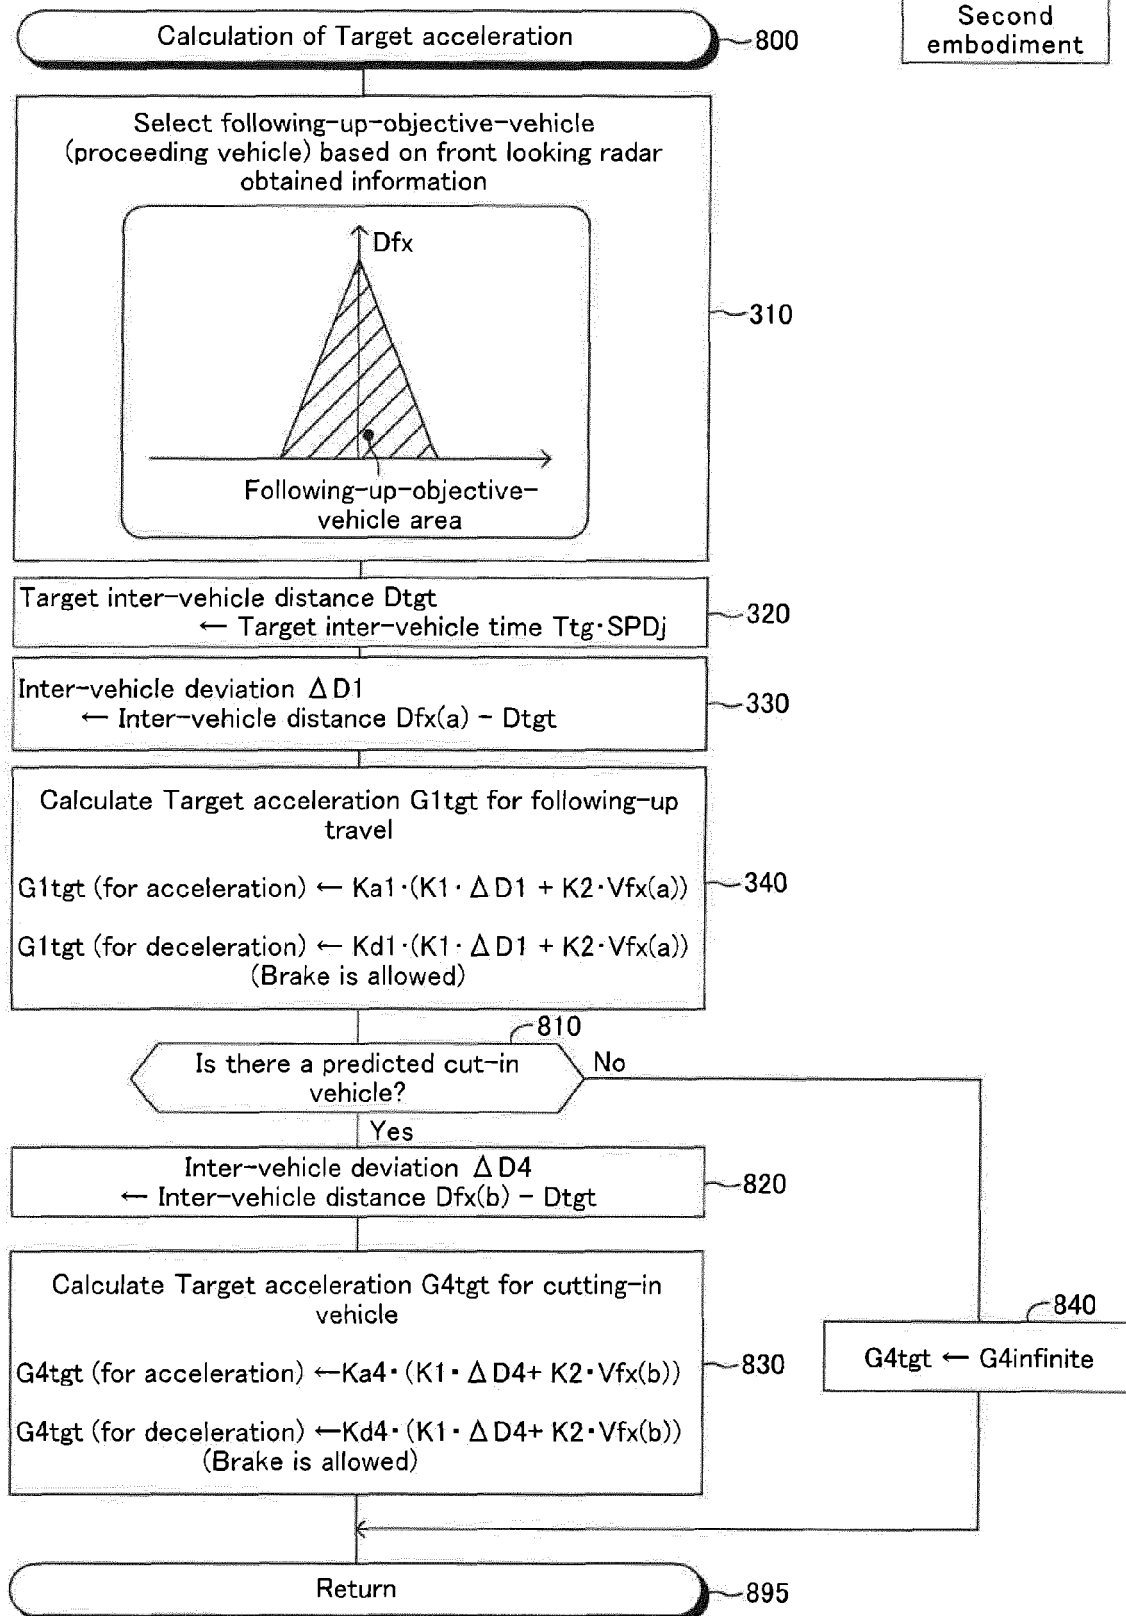 Second
embodiment
Calculation of Target acceleration
800
Select following-up-objective-vehicle
(proceeding vehicle) based on front looking radar
obtained information
Dfx
310
Following-up-objective-
vehicle area
Target inter-vehicle distance Dtgt
← Target inter-vehicle time Ttg･SPDj
320
Inter-vehicle deviation ΔD1
← Inter-vehicle distance Dfx(a) - Dtgt
330
Calculate Target acceleration G1tgt for following-up
travel
G1tgt (for acceleration) ← Ka1･(K1･ΔD1 + K2･Vfx(a))
340
G1tgt (for deceleration) ← Kd1･(K1･ΔD1 + K2･Vfx(a))
(Brake is allowed)
810
Is there a predicted cut-in
vehicle?
No
Yes
Inter-vehicle deviation ΔD4
← Inter-vehicle distance Dfx(b) - Dtgt
820
Calculate Target acceleration G4tgt for cutting-in
vehicle
G4tgt (for acceleration) ←Ka4･(K1･ΔD4+ K2･Vfx(b))
830
G4tgt (for deceleration) ←Kd4･(K1･ΔD4+ K2･Vfx(b))
(Brake is allowed)
840
G4tgt ← G4infinite
Return
895